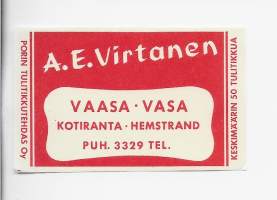 PORIN TULITIKKUTEHDAS Oy
A.E.Virtanen
VAASA · VASA
KOTIRANTA · HEMSTRAND
PUH. 3329 TEL.
KESKIMÄÄRIN 50 TULITIKKUA